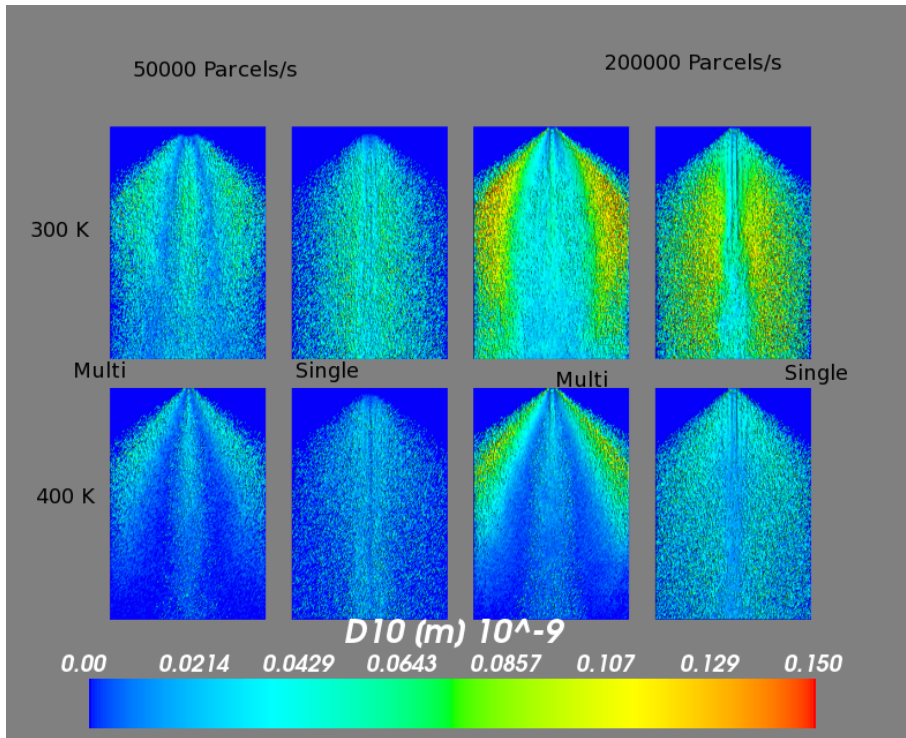 50000 Parcels/s
200000 Parcels/s
300 K
Multi
Single
Multi
Single
400 K
D10 (m) 10^-9
0.00 0.0214 0.0429 0.0643 0.0857 0.107 0.129 0.150